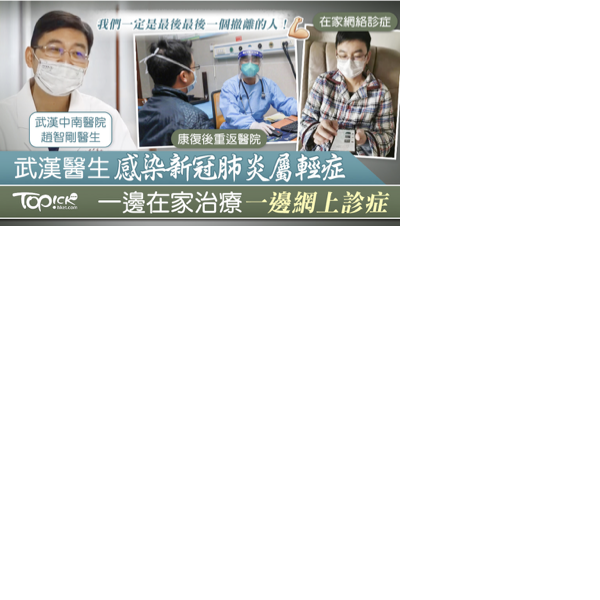 我們一定是最後最後一個撤離的人！
在家網絡診症
武漢中南醫院
趙智剛醫生
康復後重返醫院
武漢醫生感染新冠肺炎屬輕症
TOPick
hket.com
一邊在家治療一邊網上診症